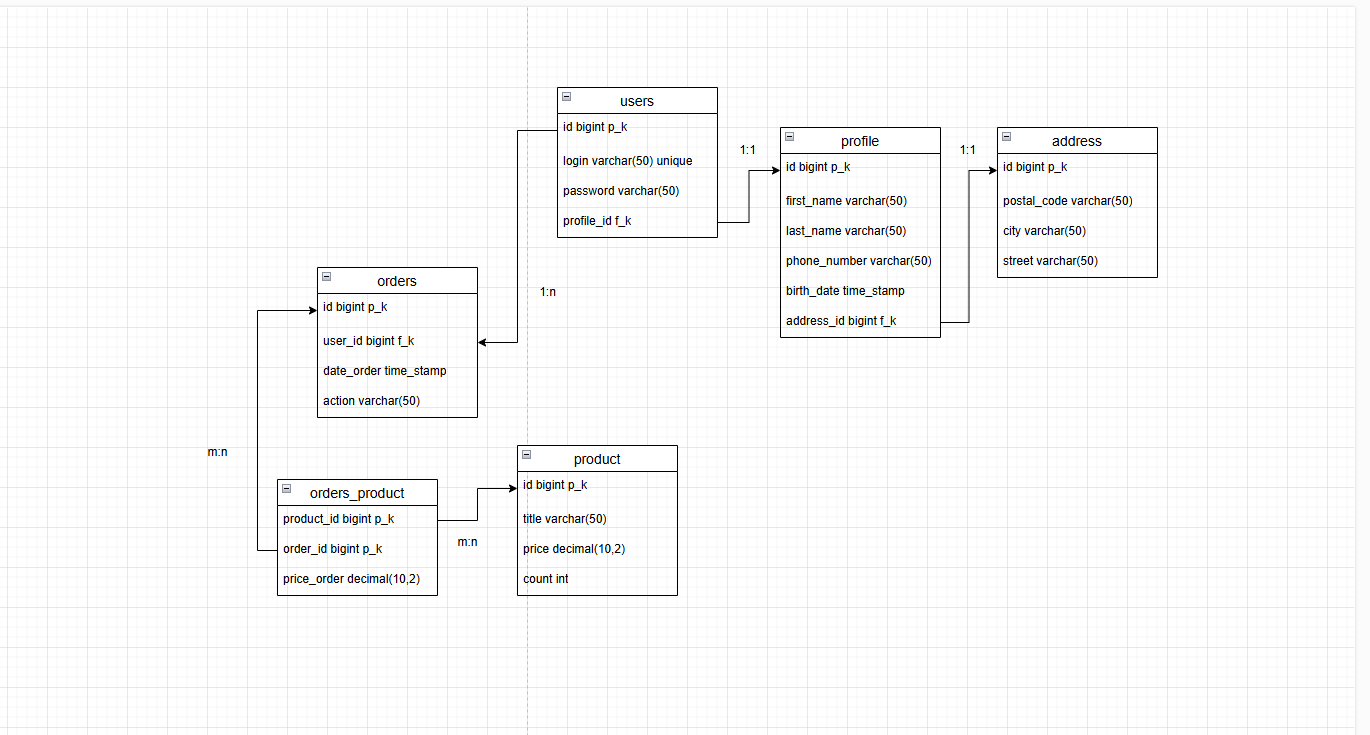 users
id bigint p_k
login varchar(50) unique
password varchar(50)
profile_id f_k
1:1
profile
id bigint p_k
first_name varchar(50)
last_name varchar(50)
phone_number varchar(50)
birth_date time_stamp
address_id bigint f_k
1:1
address
id bigint p_k
postal_code varchar(50)
city varchar(50)
street varchar(50)
1:n
orders
id bigint p_k
user_id bigint f_k
date_order time_stamp
action varchar(50)
m:n
orders_product
product_id bigint p_k
order_id bigint p_k
price_order decimal(10,2)
m:n
product
id bigint p_k
title varchar(50)
price decimal(10,2)
count int